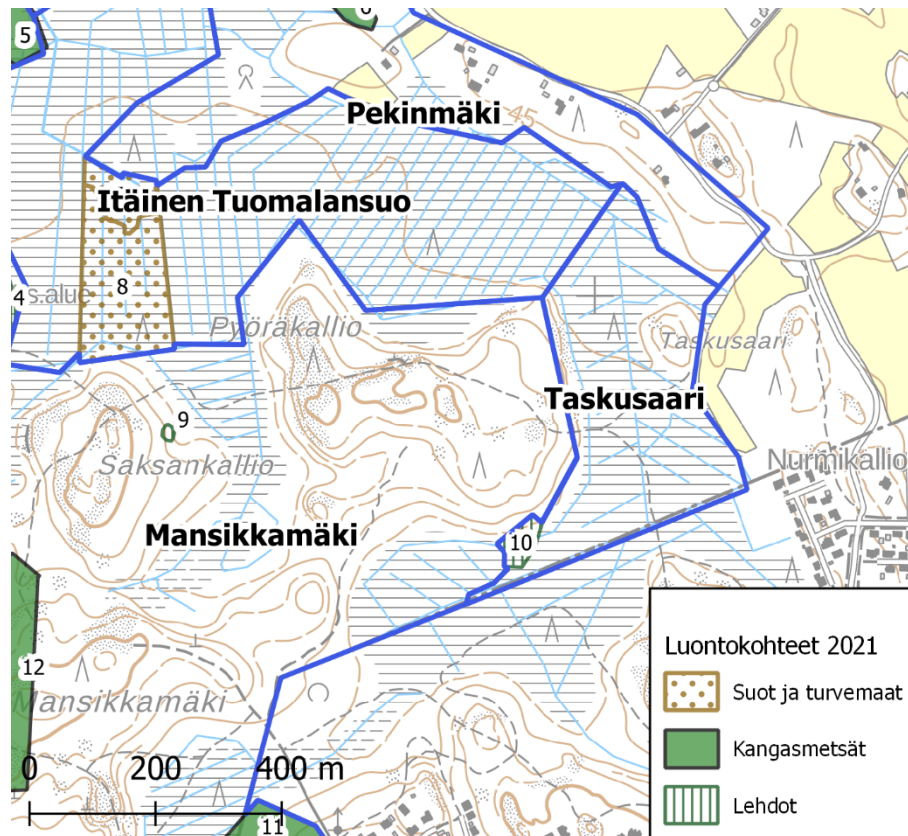 5
6
45
Pekinmäki
Itäinen Tuomalansuo
8
4
s.alue
Pyöräkallio
Taskusaari
Taskusaari
9
Saksankallio
Nurmikallio
Mansikkamäki
10
12
Mansikkamäki
0 200 400 m
11
Luontokohteet 2021
Suot ja turvemaat
Kangasmetsät
Lehdot